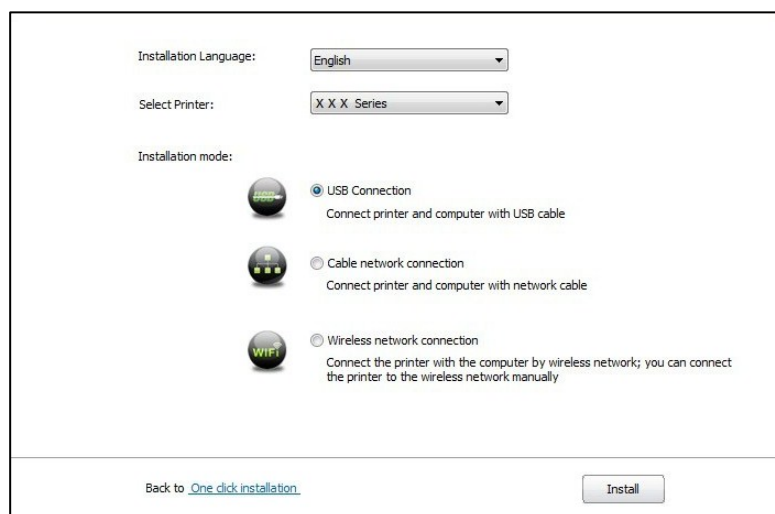 Installation Language:
English
Select Printer:
X X X Series
Installation mode:
USB
USB Connection
Connect printer and computer with USB cable
Cable network connection
Connect printer and computer with network cable
WiFi
Wireless network connection
Connect the printer with the computer by wireless network; you can connect
the printer to the wireless network manually
Back to One click installation
Install